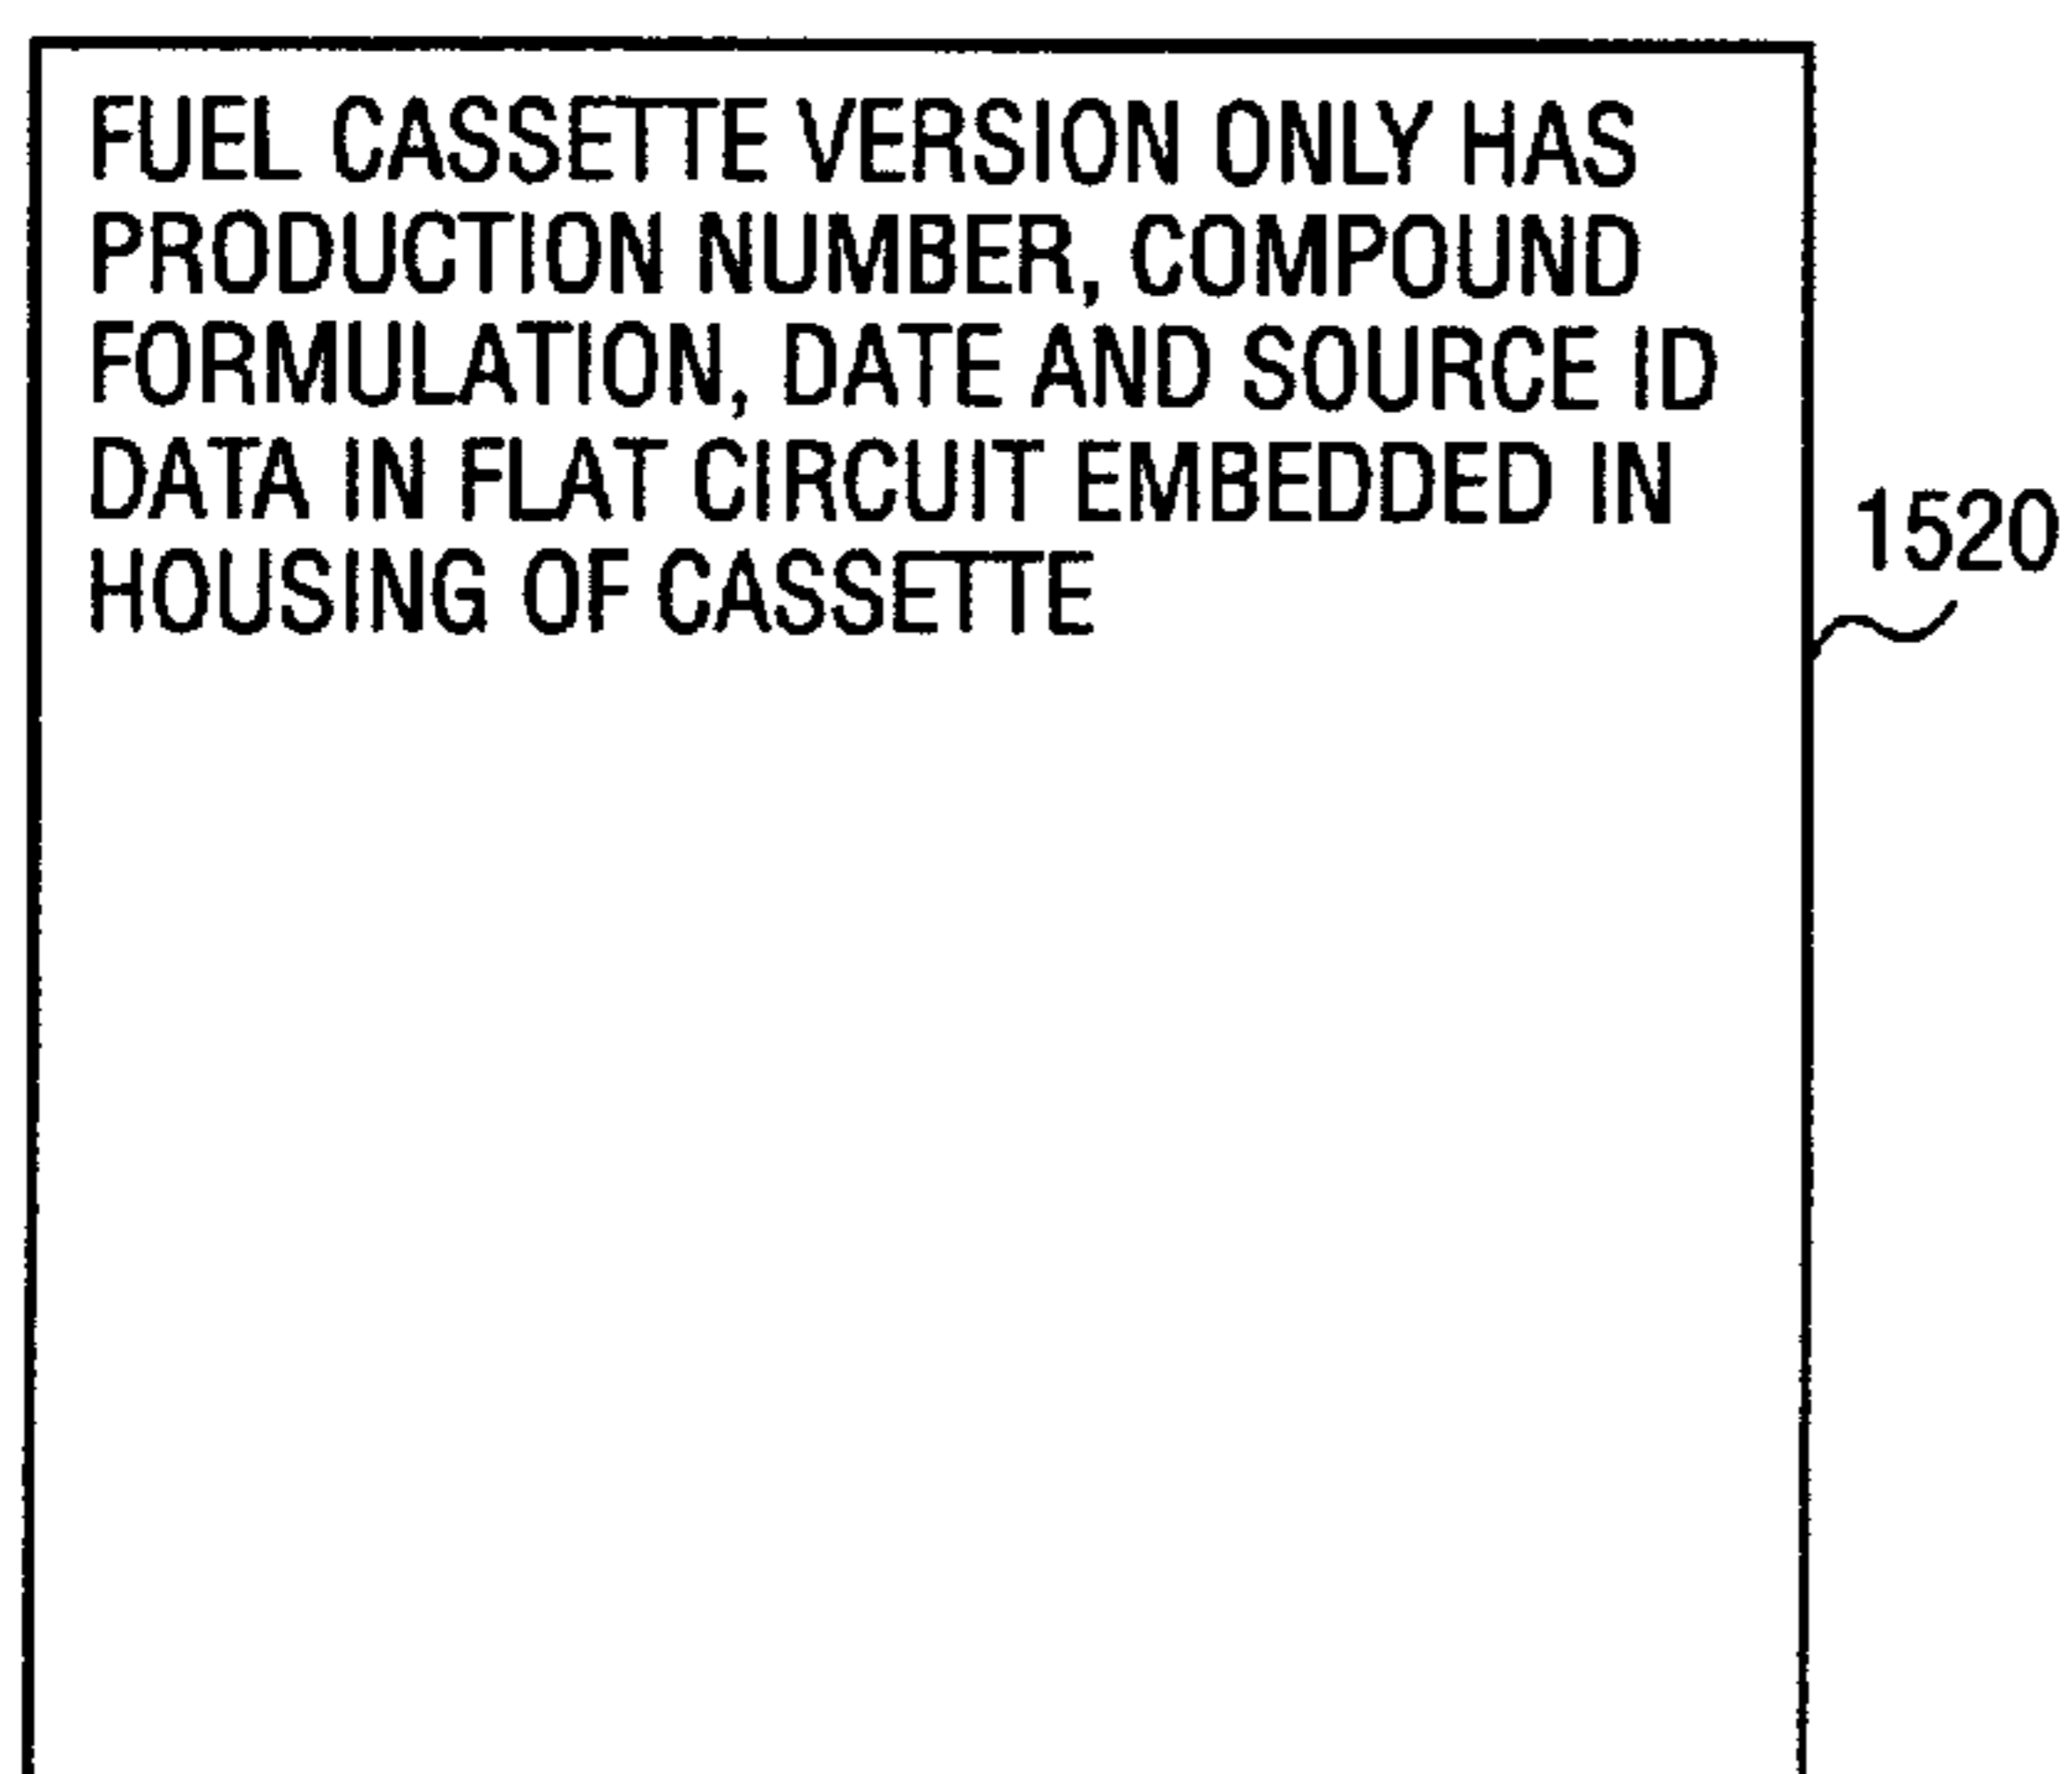 FUEL CASSETTE VERSION ONLY HAS
PRODUCTION NUMBER, COMPOUND
FORMULATION, DATE AND SOURCE ID
DATA IN FLAT CIRCUIT EMBEDDED IN
HOUSING OF CASSETTE
1520